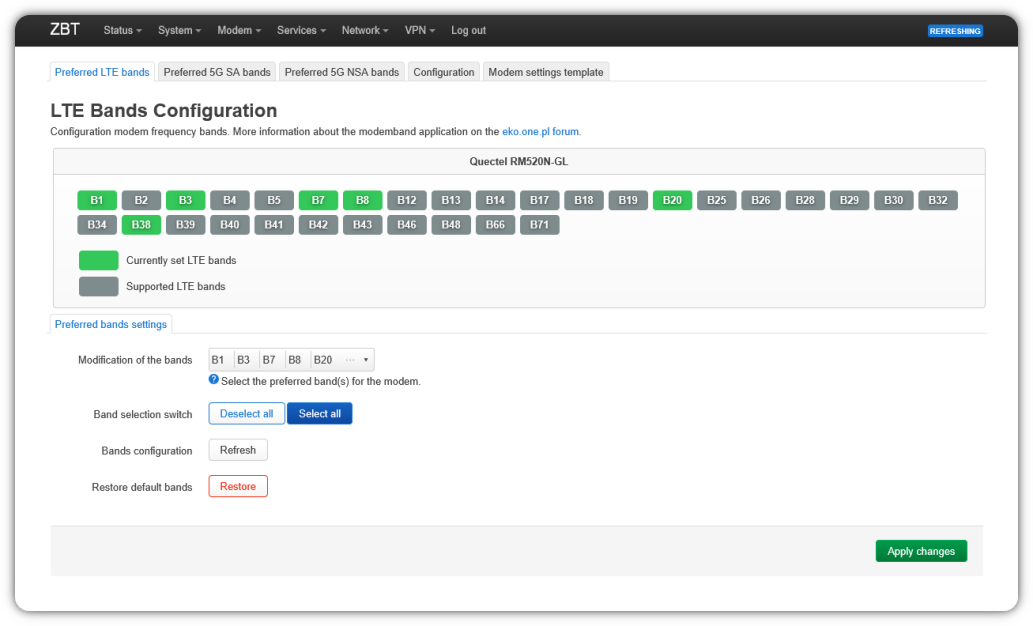 ZBT Status System Modem Services Network VPN Log out REFRESHING
Preferred LTE bands Preferred 5G SA bands Preferred 5G NSA bands Configuration Modem settings template
LTE Bands Configuration
Configuration modem frequency bands. More information about the modemband application on the eko.one.pl forum.
Quectel RM520N-GL
B1 B2 B3 B4 B5 B7 B8 B12 B13 B14 B17 B18 B19 B20 B25 B26 B28 B29 B30 B32
B34 B38 B39 B40 B41 B42 B43 B46 B48 B66 B71
Currently set LTE bands
Supported LTE bands
Preferred bands settings
Modification of the bands B1 B3 B7 B8 B20 ···
? Select the preferred band(s) for the modem.
Band selection switch Deselect all Select all
Bands configuration Refresh
Restore default bands Restore
Apply changes